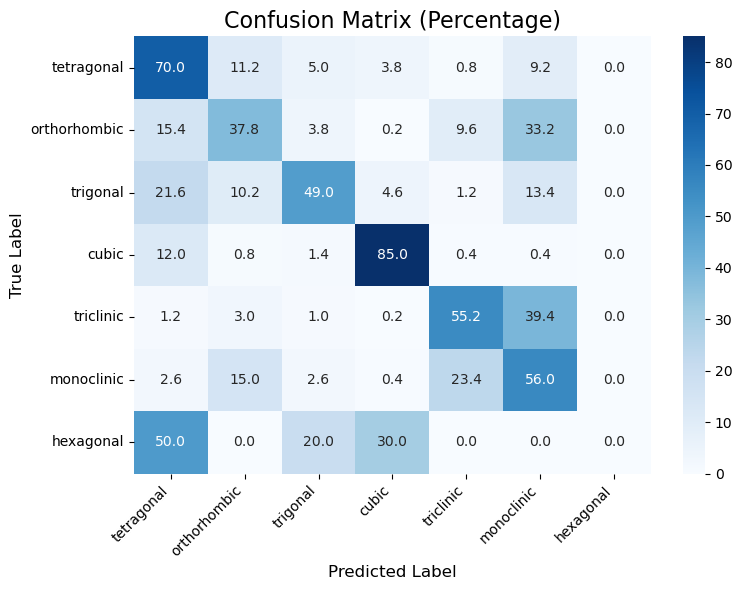 Confusion Matrix (Percentage)
True Label
tetragonal 70.0 11.2 5.0 3.8 0.8 9.2 0.0
orthorhombic 15.4 37.8 3.8 0.2 9.6 33.2 0.0
trigonal 21.6 10.2 49.0 4.6 1.2 13.4 0.0
cubic 12.0 0.8 1.4 85.0 0.4 0.4 0.0
triclinic 1.2 3.0 1.0 0.2 55.2 39.4 0.0
monoclinic 2.6 15.0 2.6 0.4 23.4 56.0 0.0
hexagonal 50.0 0.0 20.0 30.0 0.0 0.0 0.0
tetragonal orthorhombic trigonal cubic triclinic monoclinic hexagonal
Predicted Label
80
70
60
50
40
30
20
10
0